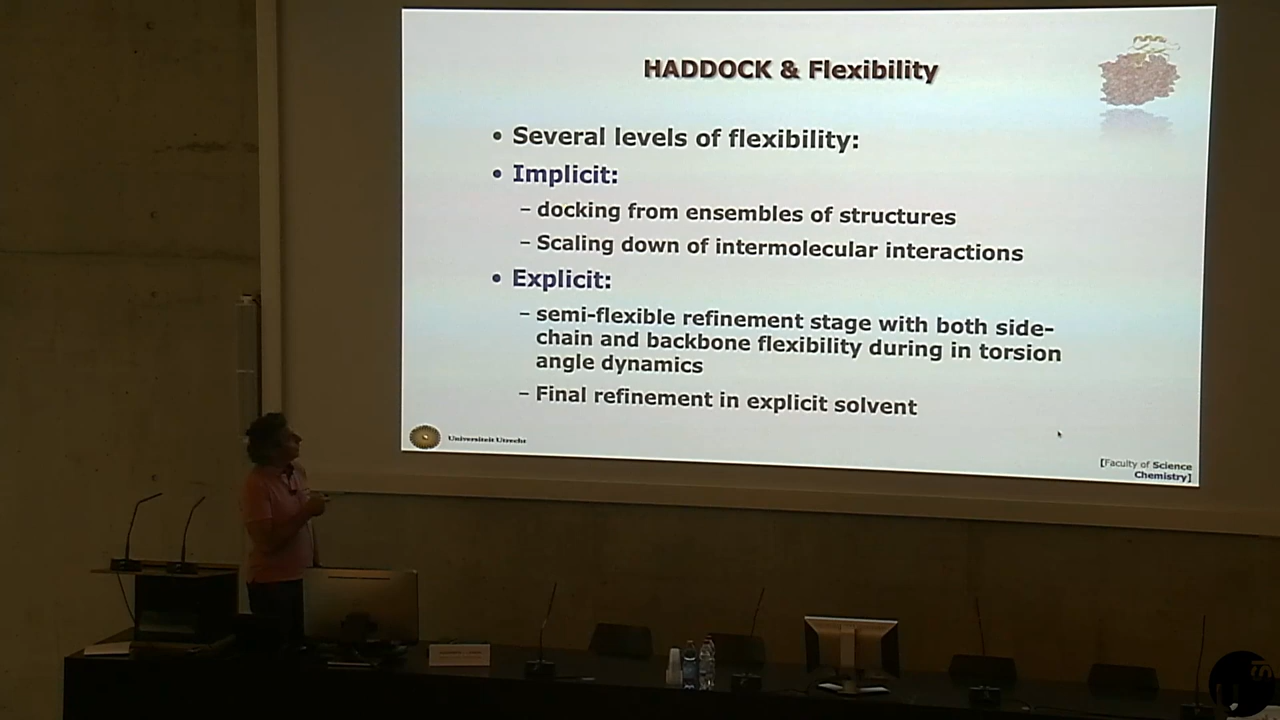 HADDOCK & Flexibility
• Several levels of flexibility:
• Implicit:
– docking from ensembles of structures
– Scaling down of intermolecular interactions
• Explicit:
– semi-flexible refinement stage with both side-
chain and backbone flexibility during in torsion
angle dynamics
– Final refinement in explicit solvent
Universiteit Utrecht
[Faculty of Science
Chemistry]